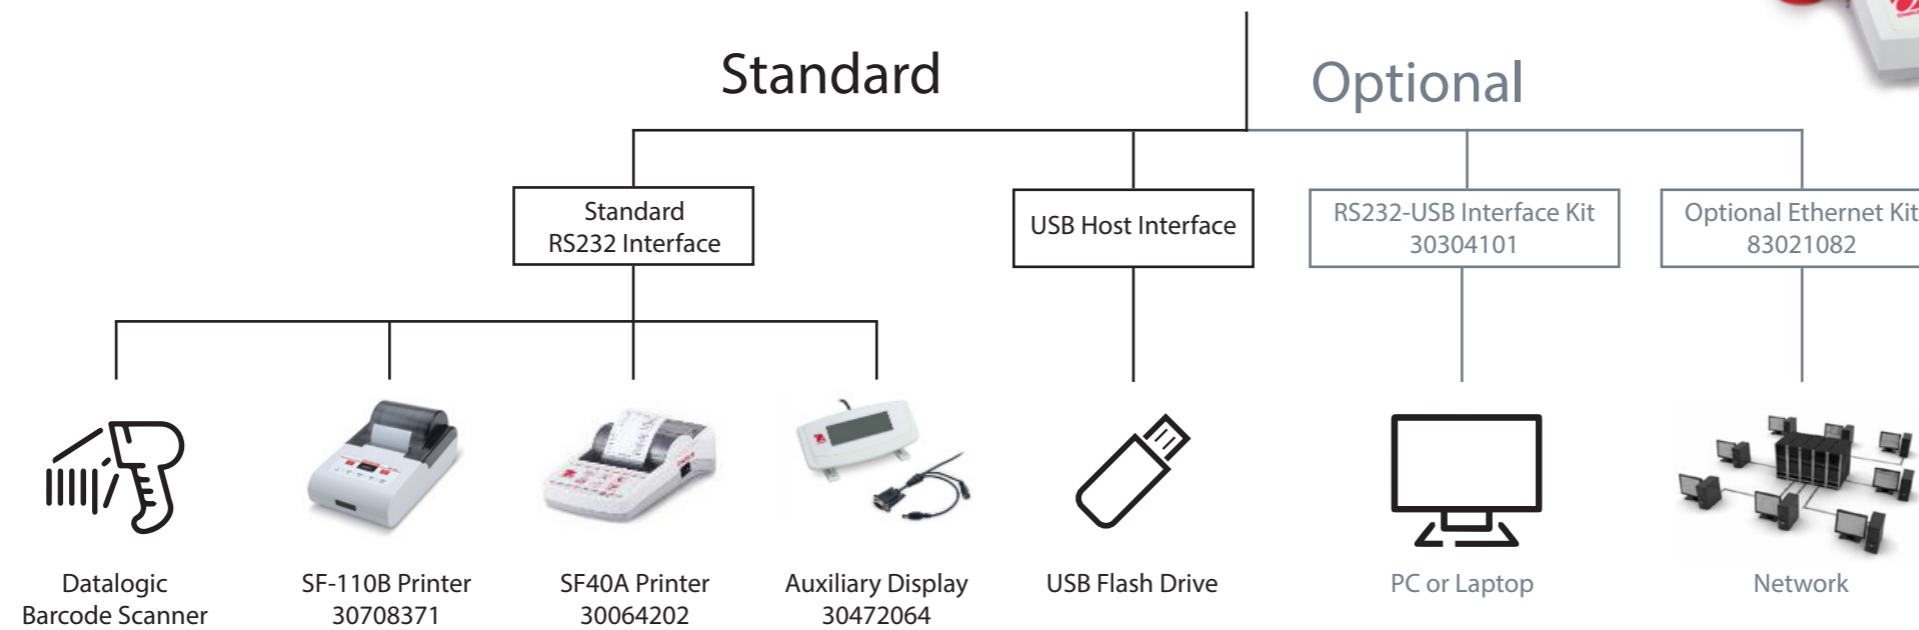 Standard
Optional
Standard
RS232 Interface
USB Host Interface
RS232-USB Interface Kit
30304101
Optional Ethernet Kit
83021082
Datalogic
Barcode Scanner
SF-110B Printer
30708371
SF40A Printer
30064202
Auxiliary Display
30472064
USB Flash Drive
PC or Laptop
Network